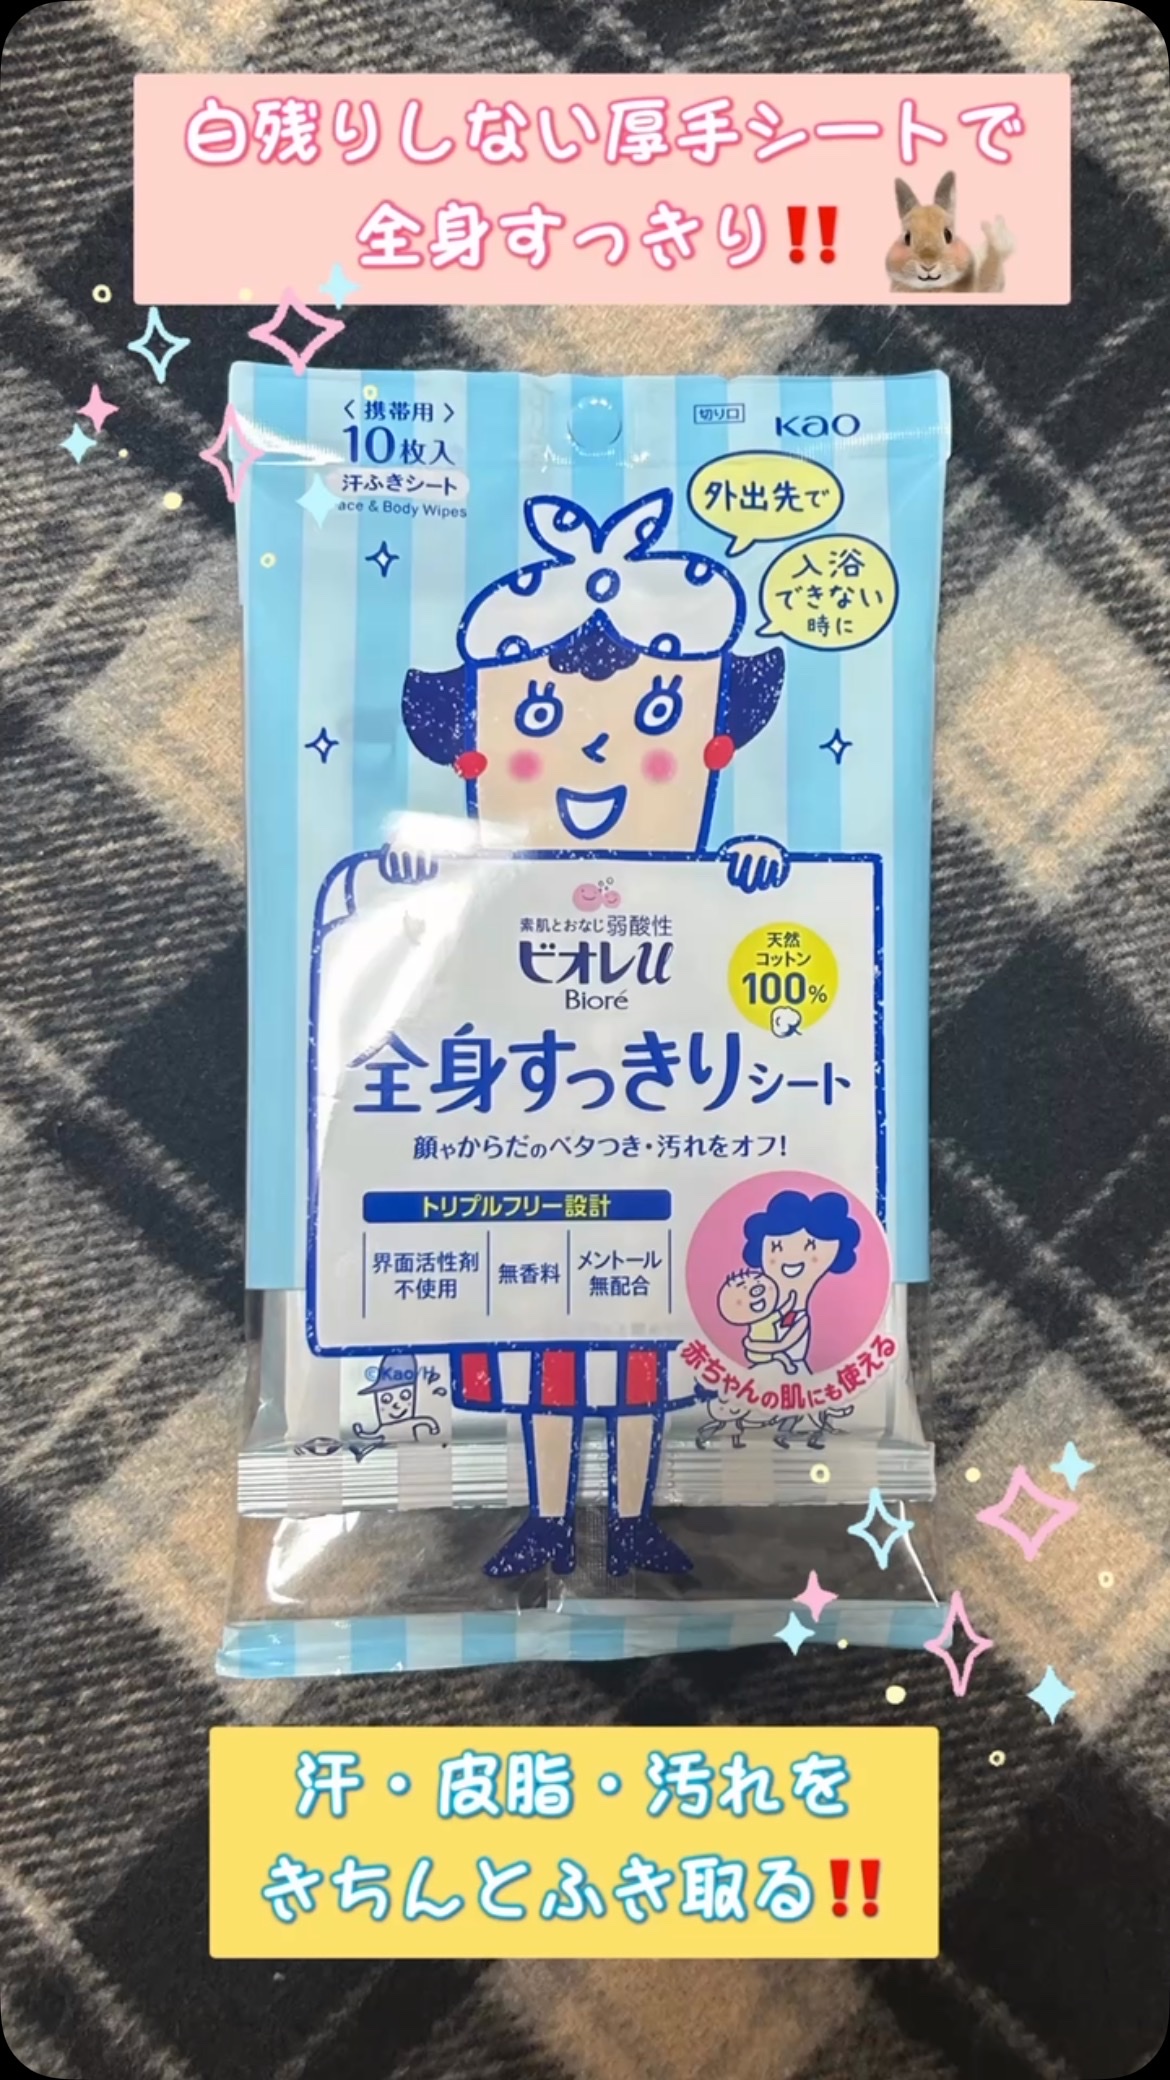 白残りしない厚手シートで
全身すっきり‼
〈携帯用〉
10枚入
汗ふきシート
ace & Body Wipes
切り口
Kao
外出先で
入浴
できない
時に
素肌とおなじ弱酸性
ビオレu
Bioré
天然
コットン
100%
全身すっきりシート
顔やからだのベタつき・汚れをオフ!
トリプルフリー設計
界面活性剤
不使用
無香料
メントール
無配合
赤ちゃんの肌にも使える
©Kao/H
汗・皮脂・汚れを
きちんとふき取る‼